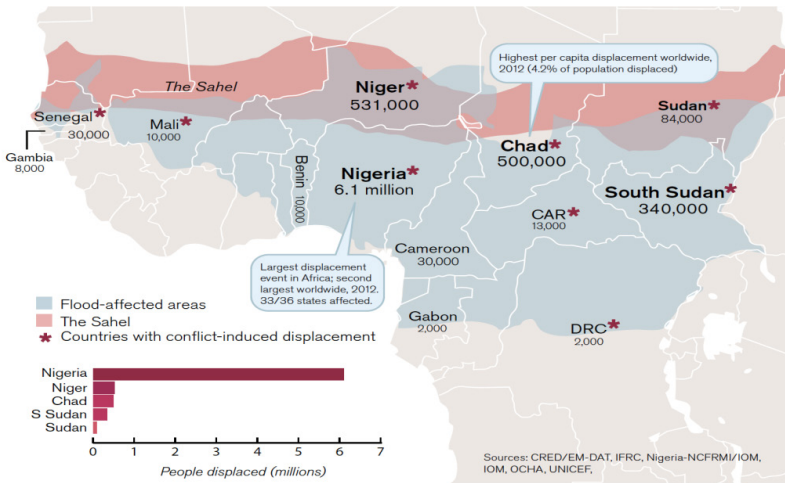 The Sahel
Niger*
531,000
Highest per capita displacement worldwide,
2012 (4.2% of population displaced)
Sudan*
84,000
Senegal*
30,000
Mali*
10,000
Gambia
8,000
Benin 10,000
Nigeria*
6.1 million
Chad*
500,000
South Sudan*
340,000
CAR*
13,000
Cameroon
30,000
Largest displacement
event in Africa; second
largest worldwide, 2012.
33/36 states affected.
Gabon
2,000
DRC*
2,000
Flood-affected areas
The Sahel
* Countries with conflict-induced displacement
Nigeria
Niger
Chad
S Sudan
Sudan
0 1 2 3 4 5 6 7
People displaced (millions)
Sources: CRED/EM-DAT, IFRC, Nigeria-NCFRMI/IOM,
IOM, OCHA, UNICEF,